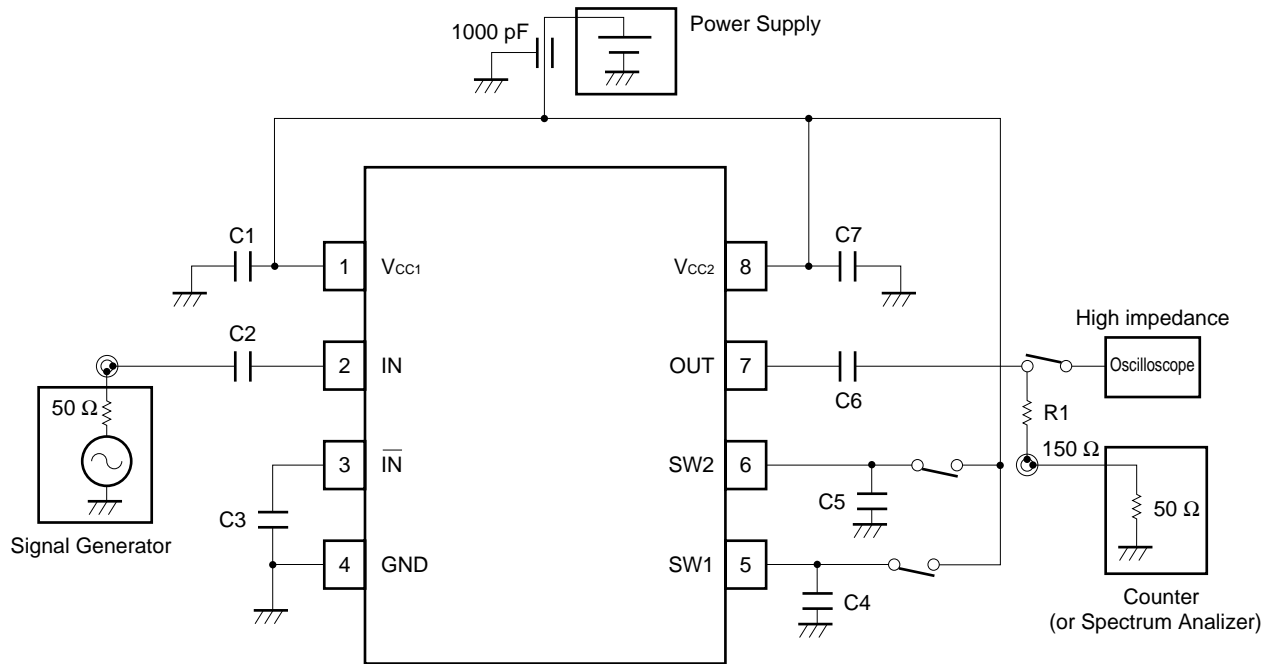 1000 pF
Power Supply
C1
C7
1
VCC1
VCC2
8
High impedance
C2
Oscilloscope
2
IN
OUT
7
C6
50 Ω
R1
150 Ω
3
IN
SW2
6
C5
C3
50 Ω
Signal Generator
4
GND
SW1
5
C4
Counter
(or Spectrum Analizer)